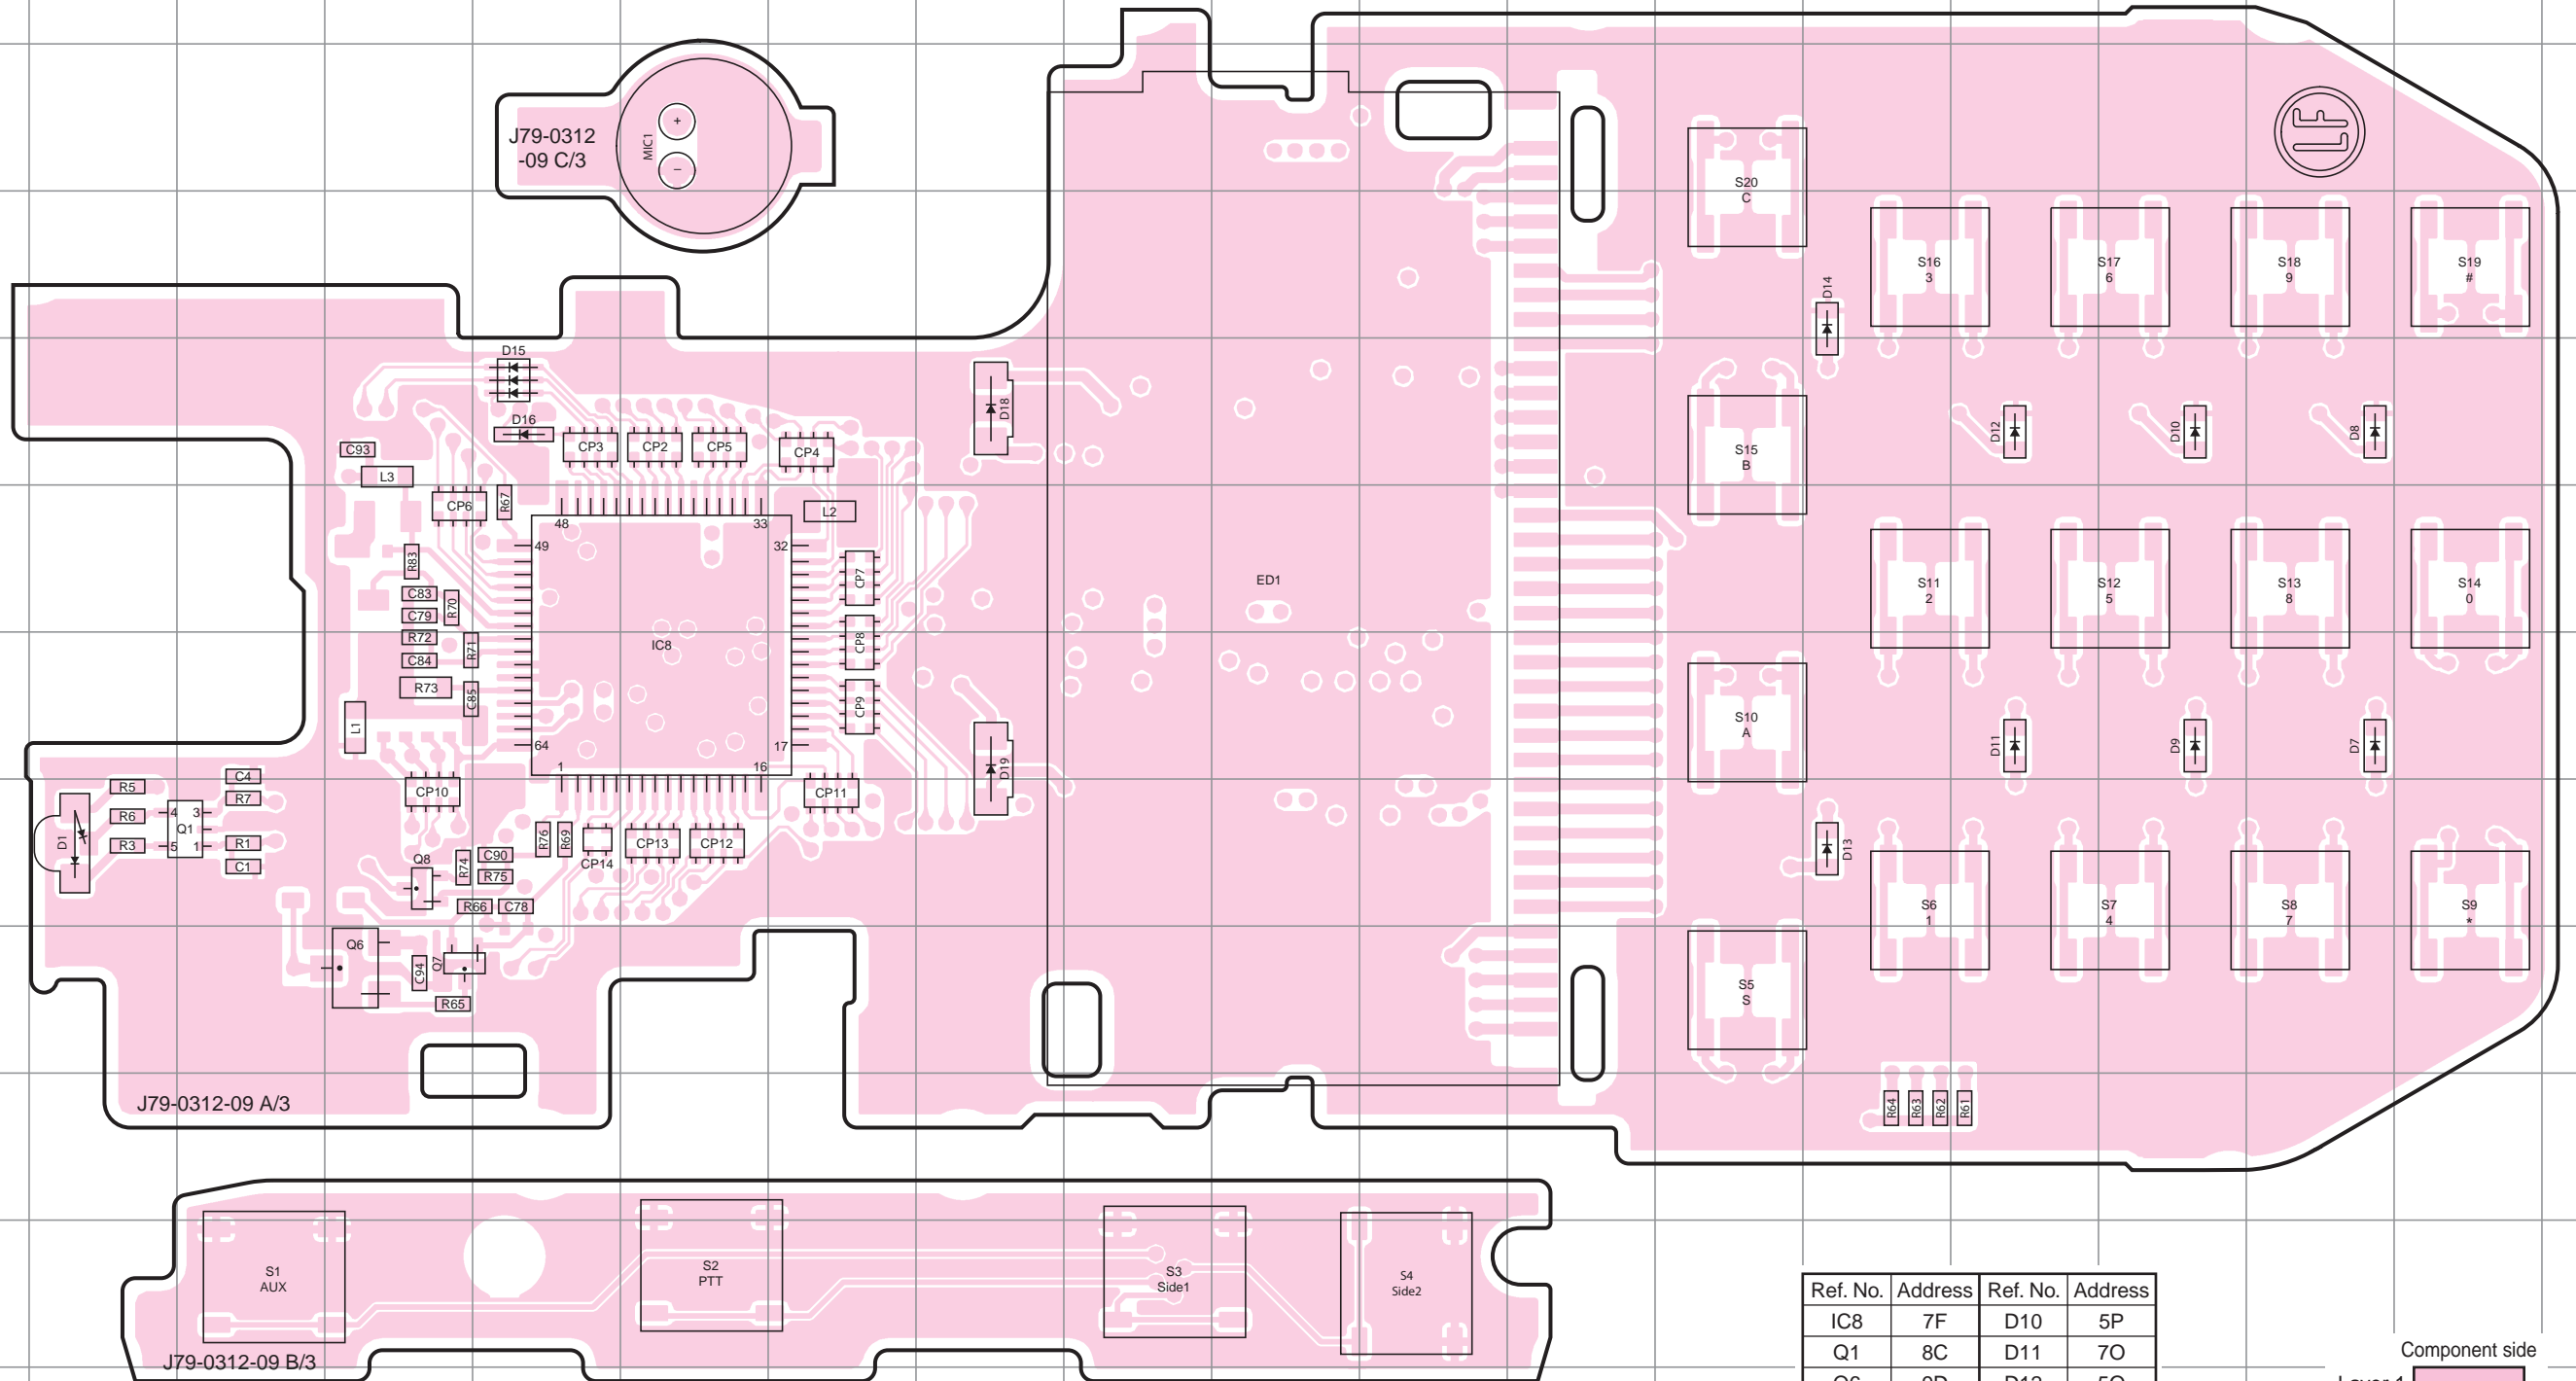 J79-0312
-09 C/3
MIC1
+
−
LF
S20
C
S16
3
S17
6
S18
9
S19
#
D14
D15
D16
D18
C93
CP3
CP2
CP5
CP4
L3
CP6
R67
L2
S15
B
D12
D10
D8
48
33
49
32
R83
CP7
C83
R70
C79
R72
R71
C84
IC8
CP8
R73
C85
CP9
L1
64
17
1
16
ED1
S11
2
S12
5
S13
8
S14
0
S10
A
D11
D9
D7
D19
C4
R5
R7
CP10
CP11
4
3
R6
Q1
D1
R3
5
1
R1
C1
R76
R69
CP13
CP12
CP14
Q8
R74
C90
R75
R66
C78
D13
S6
1
S7
4
S8
7
S9
*
Q6
C94
Q7
R65
S5
S
J79-0312-09 A/3
R64
R63
R62
R61
S1
AUX
S2
PTT
S3
Side1
S4
Side2
J79-0312-09 B/3
Ref. No. Address Ref. No. Address
IC8 7F D10 5P
Q1 8C D11 7O
Component side